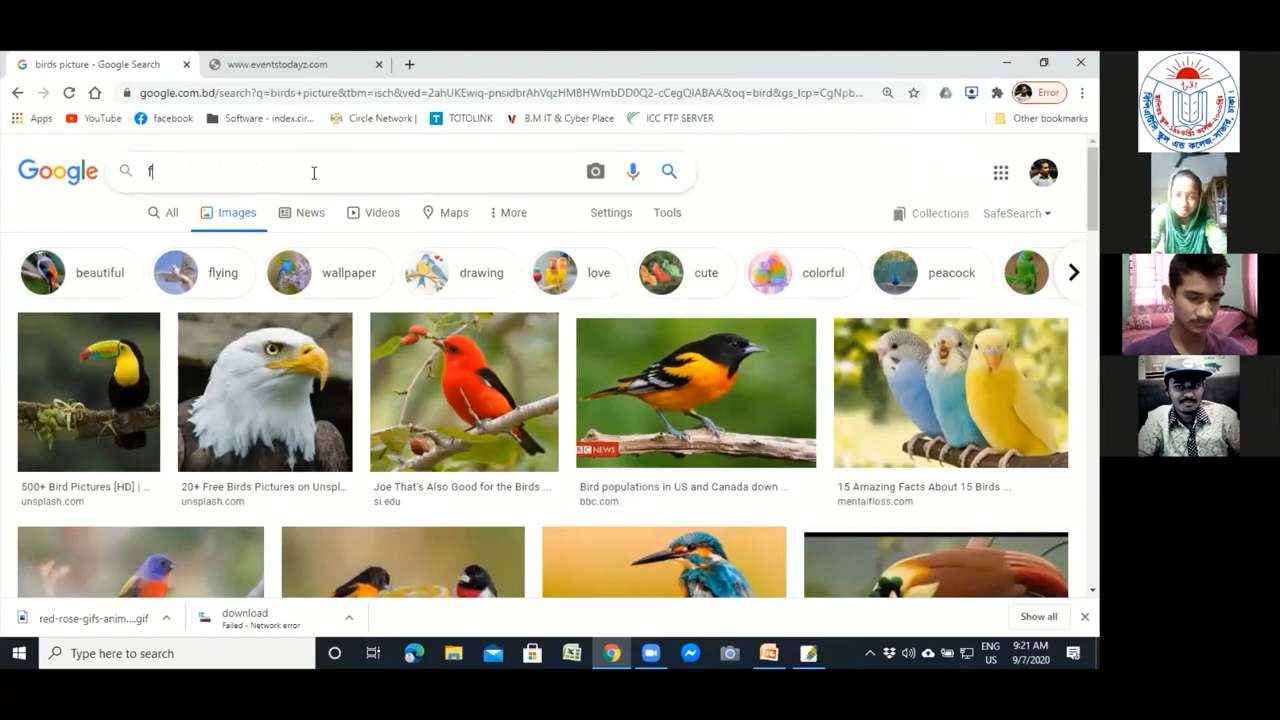 birds picture - Google Search
www.eventstodayz.com
google.com.bd/search?q=birds+picture&tbm=isch&ved=2ahUKEwiq-prsidbrAhVqzHMBHWmbDD0Q2-cCegQIABAA&oq=bird&gs_lcp=CgNpb...
Error
Apps
YouTube
facebook
Software - index.cir...
Circle Network |
TOTOLINK
B.M IT & Cyber Place
ICC FTP SERVER
Other bookmarks
Google
f
All
Images
News
Videos
Maps
More
Settings
Tools
Collections
SafeSearch
beautiful
flying
wallpaper
drawing
love
cute
colorful
peacock
BBC NEWS
500+ Bird Pictures [HD] | ...
unsplash.com
20+ Free Birds Pictures on Unspl...
unsplash.com
Joe That's Also Good for the Birds ...
si.edu
Bird populations in US and Canada down ...
bbc.com
15 Amazing Facts About 15 Birds ...
mentalfloss.com
red-rose-gifs-anim....gif
download
Failed - Network error
Show all
Type here to search
ENG
US
9:21 AM
9/7/2020